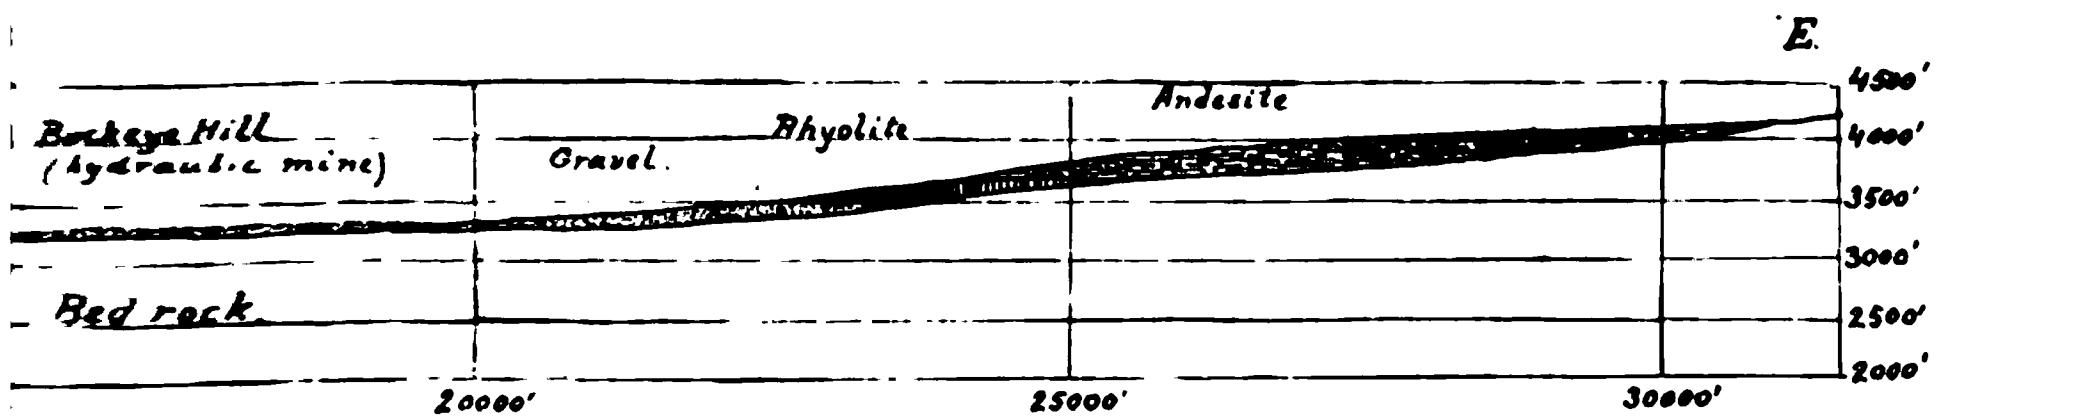 E.
4500'
Andesite
Buckeye Hill
Rhyolite
4000'
(hydraulic mine)
Gravel.
3500'
3000'
Bed rock.
2500'
2000'
20000'
25000'
30000'